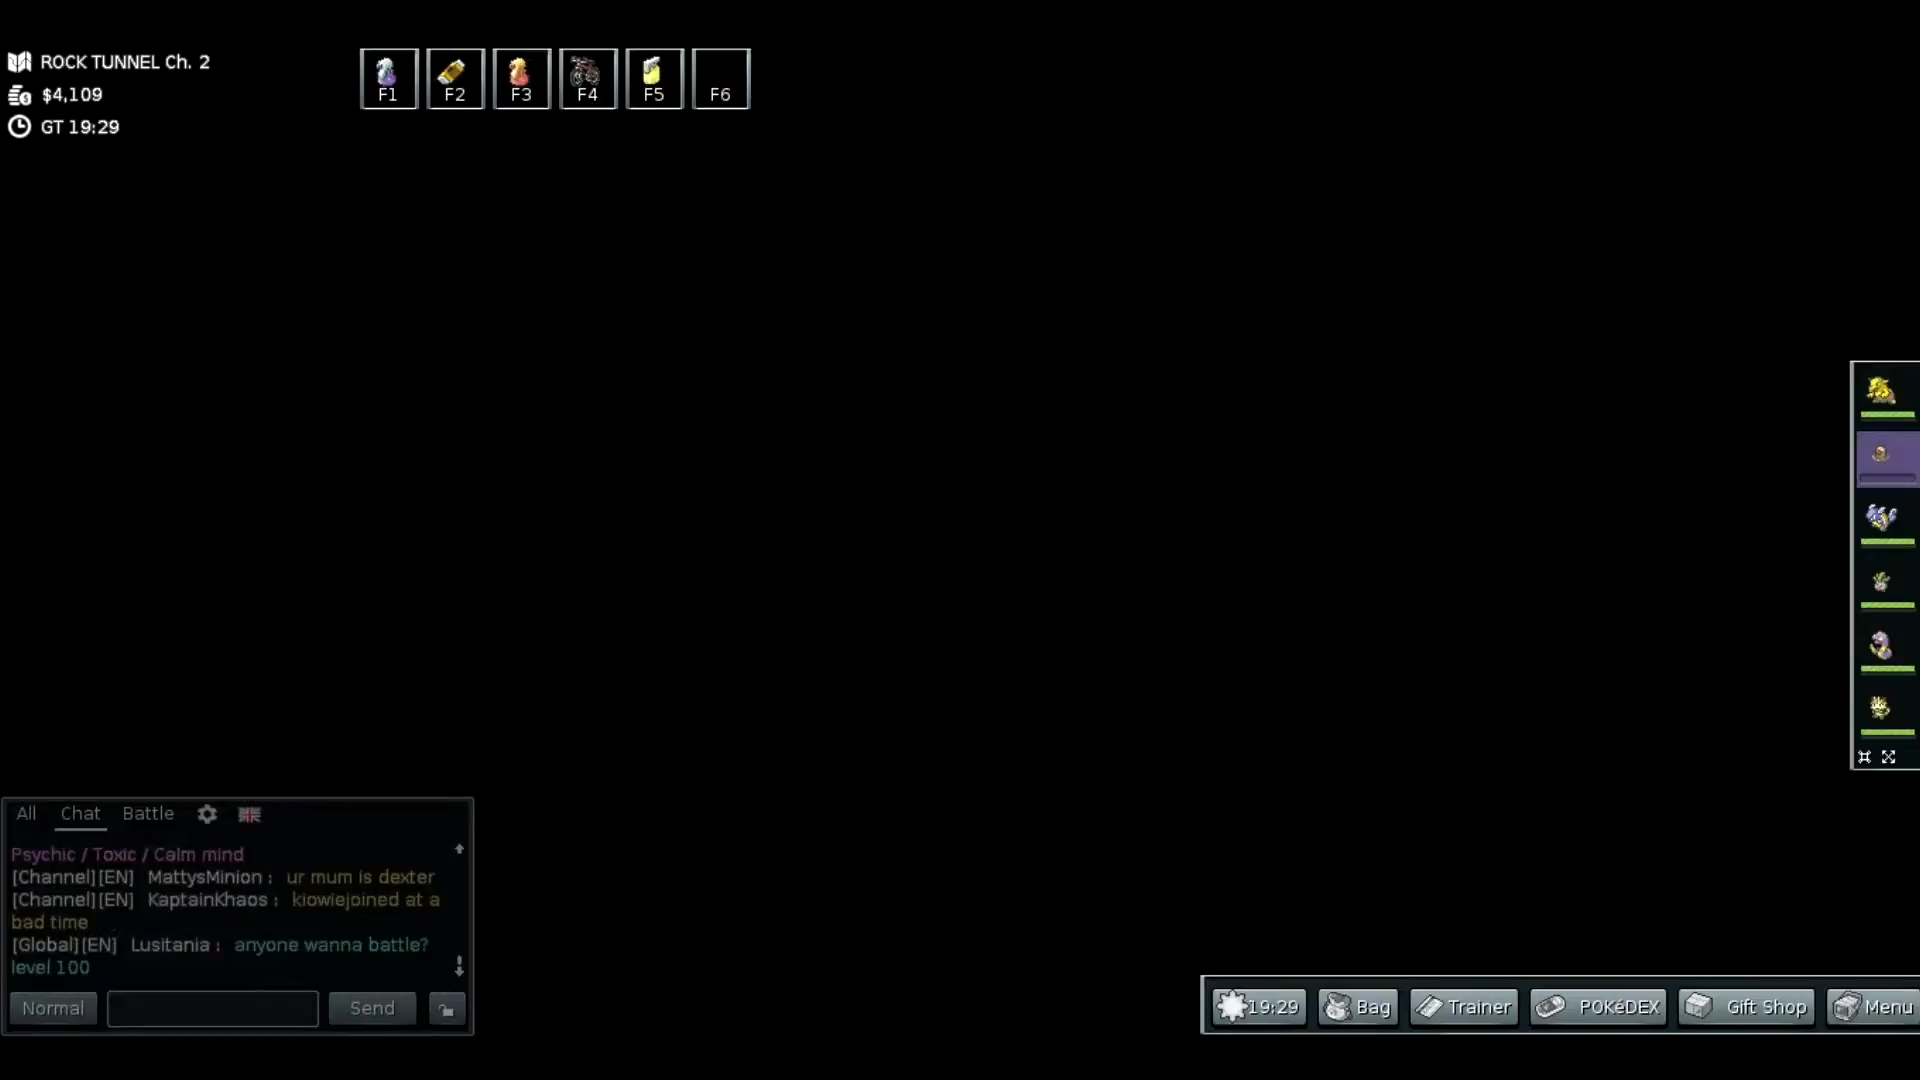 ROCK TUNNEL Ch. 2
$4,109
GT 19:29
F1 F2 F3 F4 F5 F6
All Chat Battle
Psychic / Toxic / Calm mind
[Channel][EN] MattysMinion : ur mum is dexter
[Channel][EN] KaptainKhaos : kiowiejoined at a
bad time
[Global][EN] Lusitania : anyone wanna battle?
level 100
Normal Send
19:29 Bag Trainer POKéDEX Gift Shop Menu